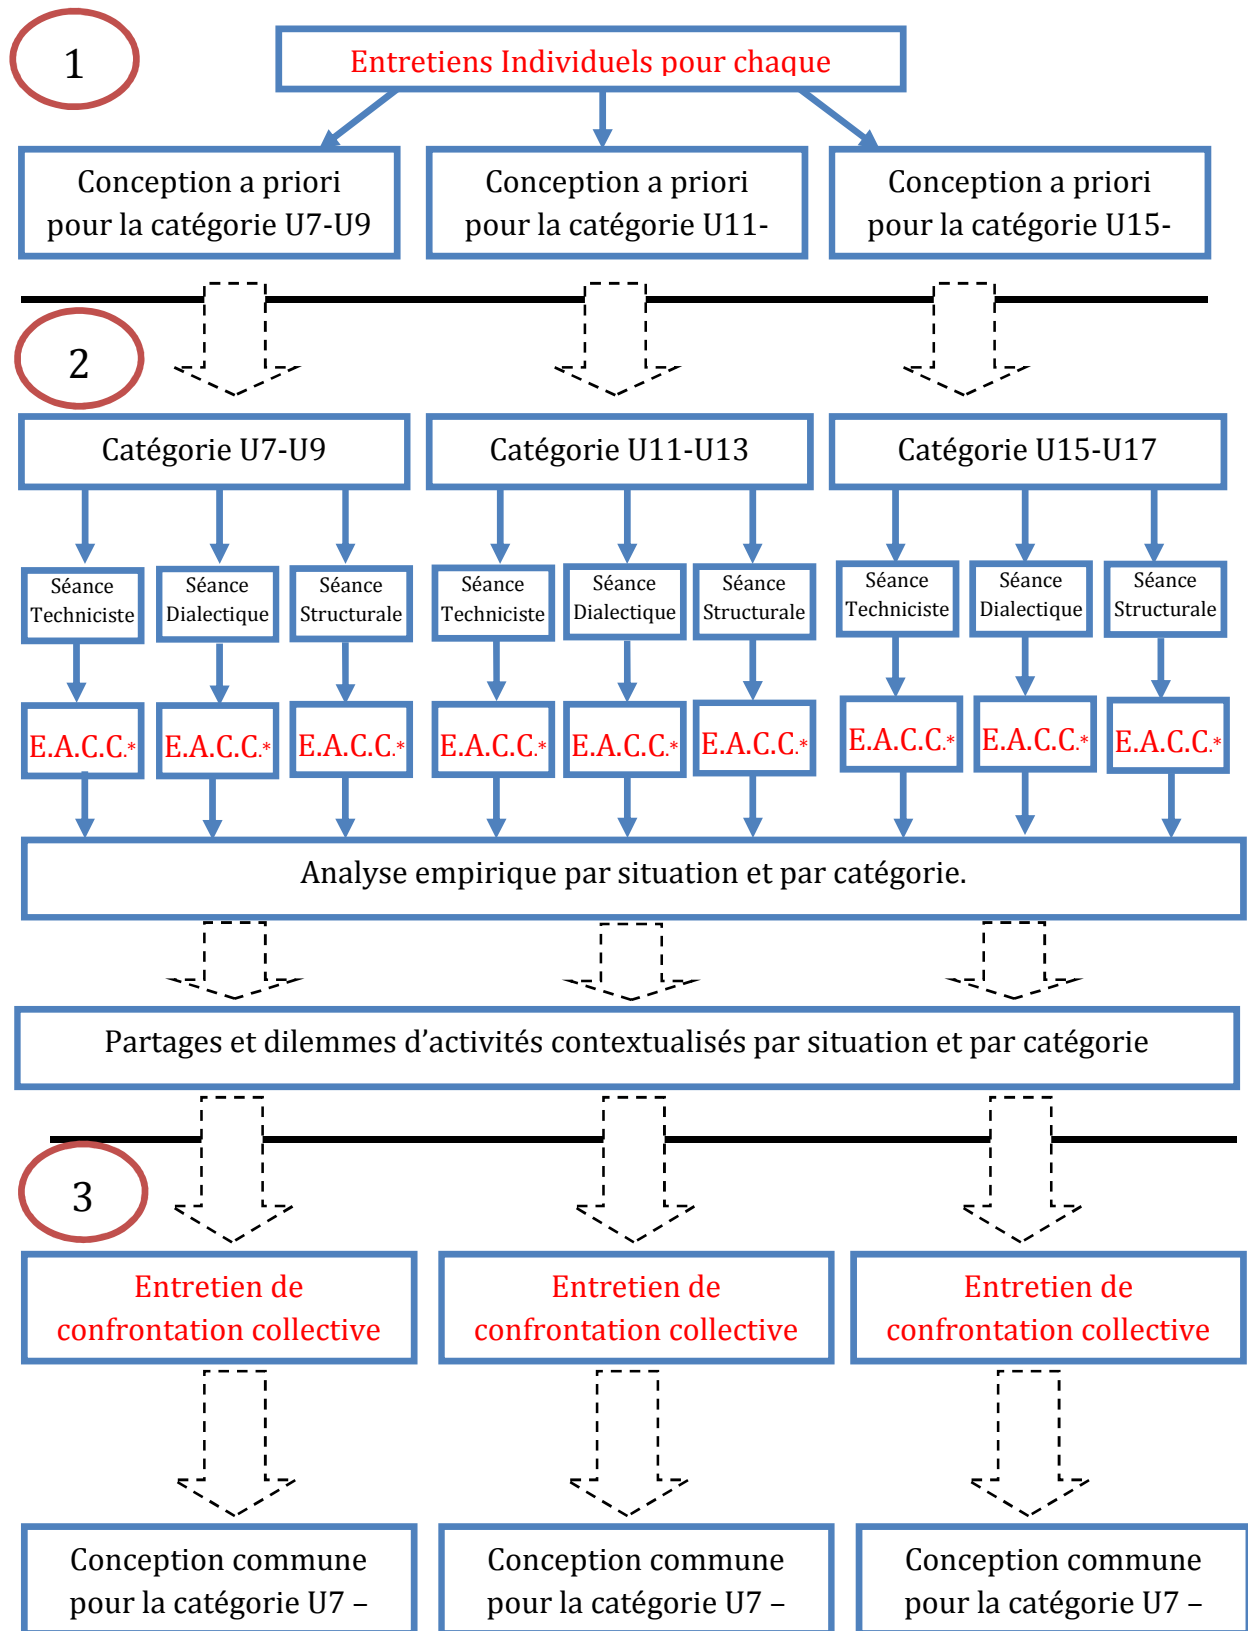 1
Entretiens Individuels pour chaque
Conception a priori
pour la catégorie U7-U9
Conception a priori
pour la catégorie U11-
Conception a priori
pour la catégorie U15-
2
Catégorie U7-U9
Catégorie U11-U13
Catégorie U15-U17
Séance
Techniciste
Séance
Dialectique
Séance
Structurale
Séance
Techniciste
Séance
Dialectique
Séance
Structurale
Séance
Techniciste
Séance
Dialectique
Séance
Structurale
E.A.C.C.*
E.A.C.C.*
E.A.C.C.*
E.A.C.C.*
E.A.C.C.*
E.A.C.C.*
E.A.C.C.*
E.A.C.C.*
E.A.C.C.*
Analyse empirique par situation et par catégorie.
Partages et dilemmes d’activités contextualisés par situation et par catégorie
3
Entretien de
confrontation collective
Entretien de
confrontation collective
Entretien de
confrontation collective
Conception commune
pour la catégorie U7 –
Conception commune
pour la catégorie U7 –
Conception commune
pour la catégorie U7 –